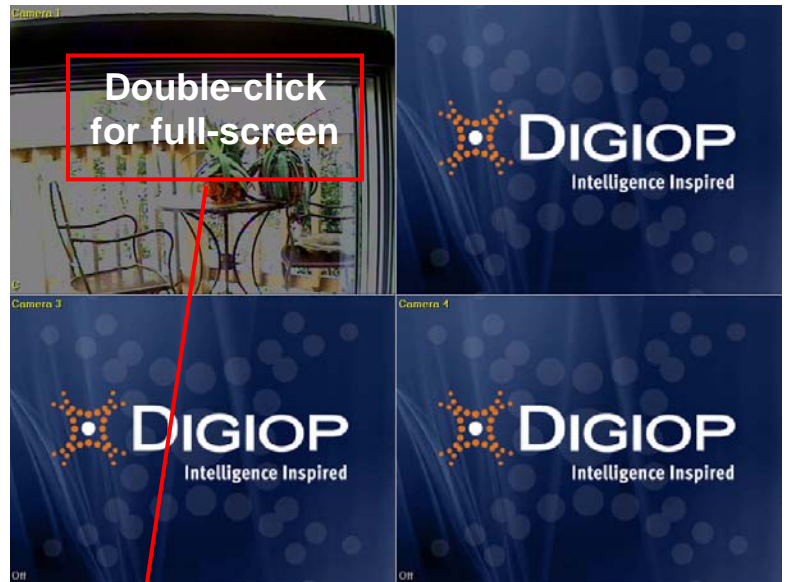 Camera 1
Double-click
for full-screen
C
DIGIOP
Intelligence Inspired
Camera 3
DIGIOP
Intelligence Inspired
Off
Camera 4
DIGIOP
Intelligence Inspired
Off